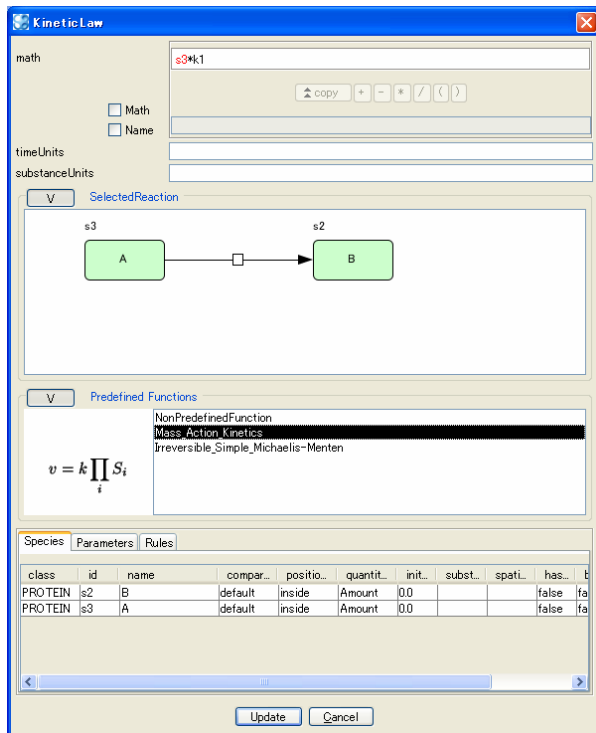 KineticLaw
math
s3*k1
copy + - * / ( )
Math
Name
timeUnits
substanceUnits
V SelectedReaction
s3 s2
A B
V Predefined Functions
NonPredefinedFunction
Mass_Action_Kinetics
Irreversible_Simple_Michaelis-Menten
v = k∏S_i
i
Species Parameters Rules
class id name compar... positio... quantit... init... subst... spati... has... b
PROTEIN s2 B default inside Amount 0.0 false fa
PROTEIN s3 A default inside Amount 0.0 false fa
Update Cancel